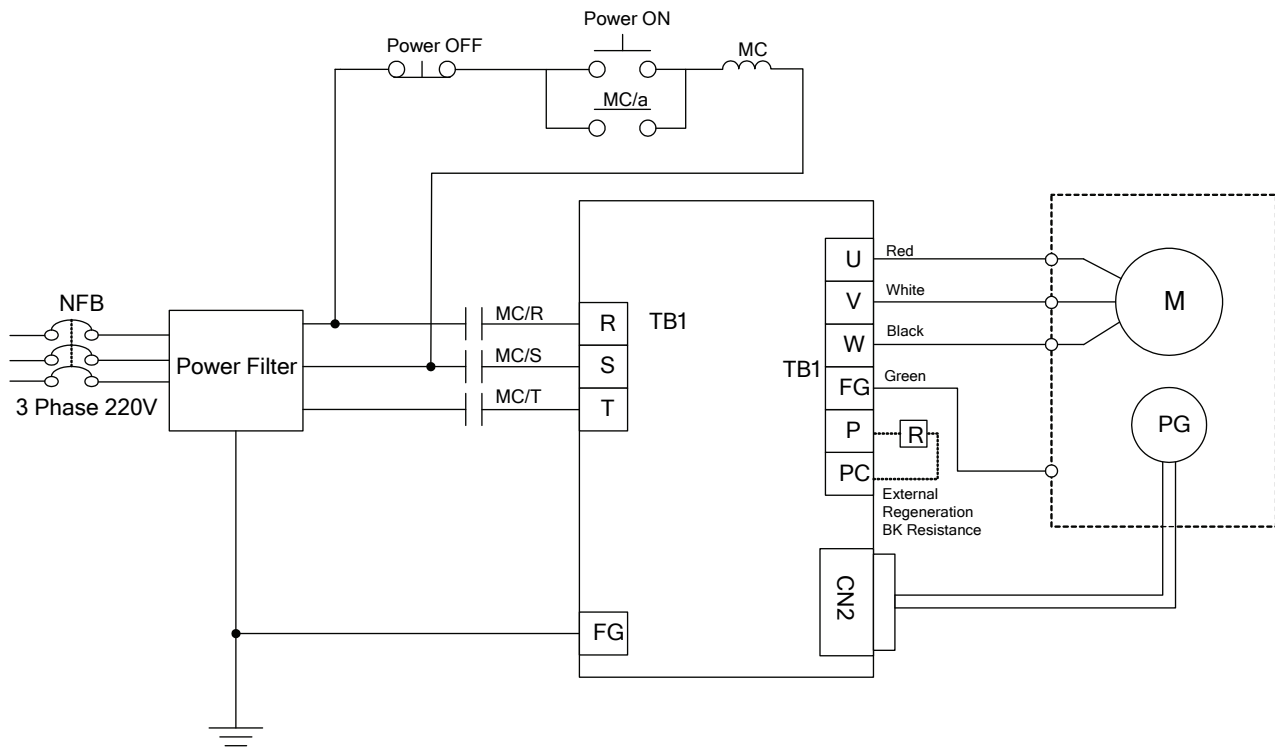 Power ON
Power OFF
MC
MC/a
NFB
3 Phase 220V
Power Filter
MC/R
MC/S
MC/T
R
S
T
TB1
FG
TB1
U
V
W
FG
P
PC
Red
White
Black
Green
R
External
Regeneration
BK Resistance
CN2
M
PG